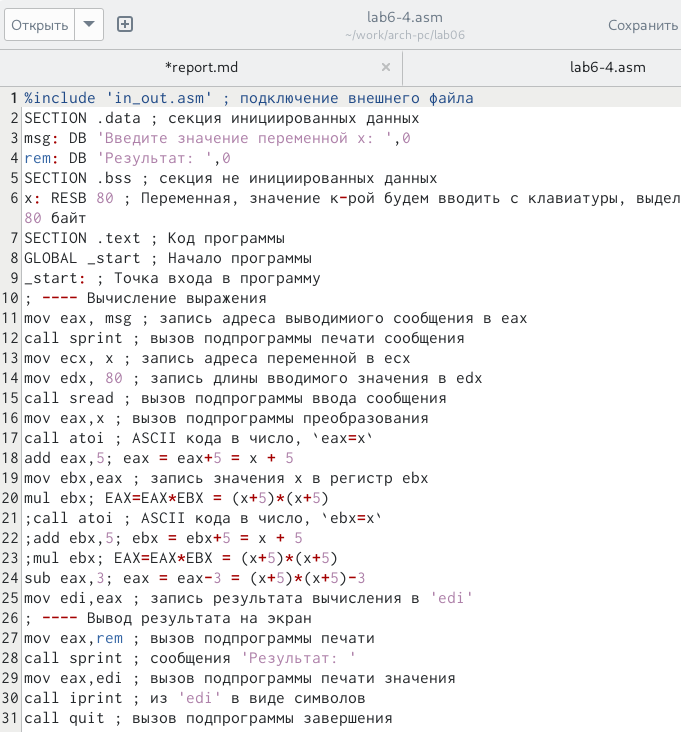 Открыть
lab6-4.asm
~/work/arch-pc/lab06
Сохранить
*report.md
lab6-4.asm
1 %include 'in_out.asm' ; подключение внешнего файла
2 SECTION .data ; секция инициированных данных
3 msg: DB 'Введите значение переменной x: ',0
4 rem: DB 'Результат: ',0
5 SECTION .bss ; секция не инициированных данных
6 x: RESB 80 ; Переменная, значение к-рой будем вводить с клавиатуры, выдел
80 байт
7 SECTION .text ; Код программы
8 GLOBAL _start ; Начало программы
9 _start: ; Точка входа в программу
10 ; ---- Вычисление выражения
11 mov eax, msg ; запись адреса выводимиого сообщения в eax
12 call sprint ; вызов подпрограммы печати сообщения
13 mov ecx, x ; запись адреса переменной в ecx
14 mov edx, 80 ; запись длины вводимого значения в edx
15 call sread ; вызов подпрограммы ввода сообщения
16 mov eax,x ; вызов подпрограммы преобразования
17 call atoi ; ASCII кода в число, `eax=x`
18 add eax,5; eax = eax+5 = x + 5
19 mov ebx,eax ; запись значения x в регистр ebx
20 mul ebx; EAX=EAX*EBX = (x+5)*(x+5)
21 ;call atoi ; ASCII кода в число, `ebx=x`
22 ;add ebx,5; ebx = ebx+5 = x + 5
23 ;mul ebx; EAX=EAX*EBX = (x+5)*(x+5)
24 sub eax,3; eax = eax-3 = (x+5)*(x+5)-3
25 mov edi,eax ; запись результата вычисления в 'edi'
26 ; ---- Вывод результата на экран
27 mov eax,rem ; вызов подпрограммы печати
28 call sprint ; сообщения 'Результат: '
29 mov eax,edi ; вызов подпрограммы печати значения
30 call iprint ; из 'edi' в виде символов
31 call quit ; вызов подпрограммы завершения